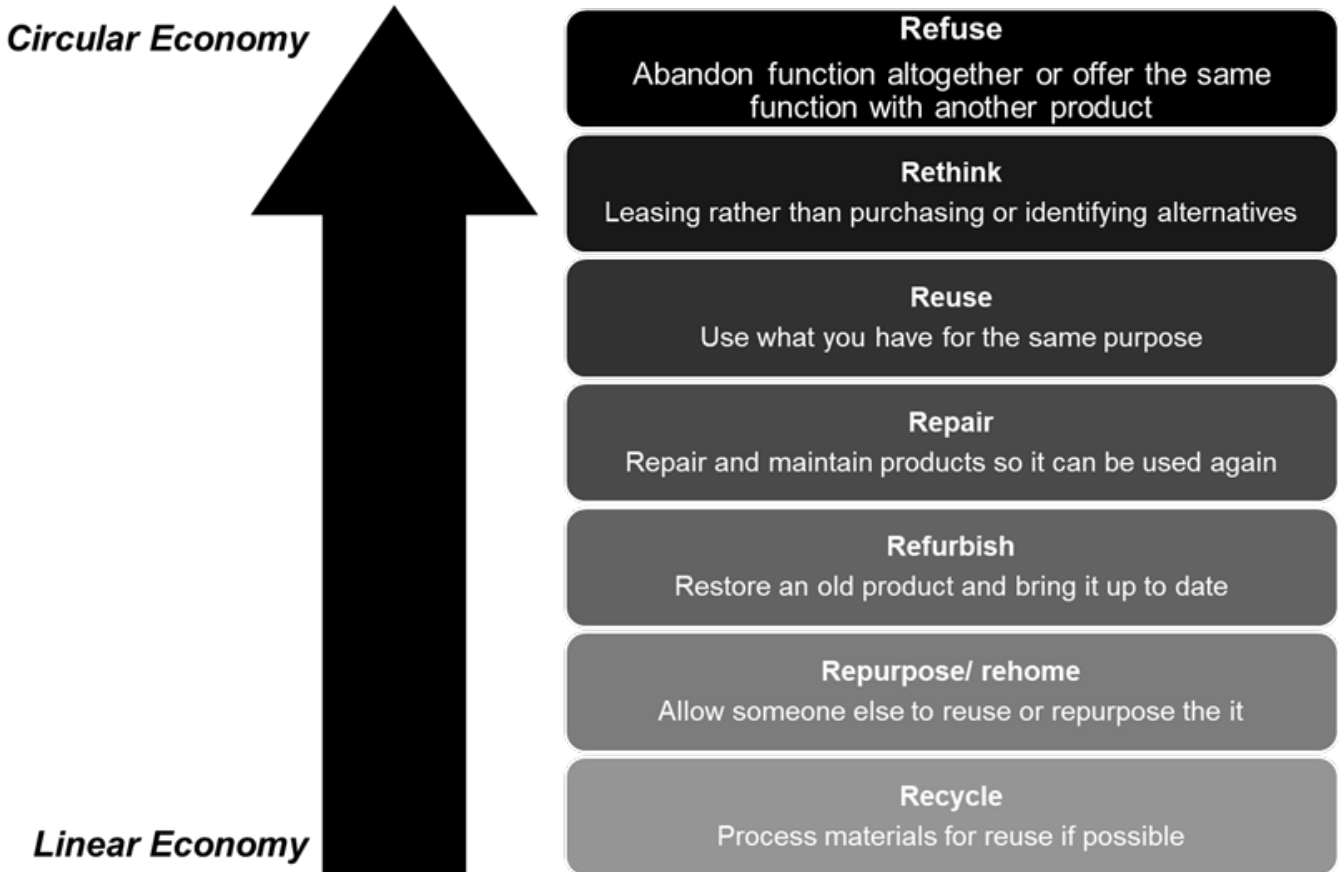 Circular Economy
Refuse
Abandon function altogether or offer the same
function with another product
Rethink
Leasing rather than purchasing or identifying alternatives
Reuse
Use what you have for the same purpose
Repair
Repair and maintain products so it can be used again
Refurbish
Restore an old product and bring it up to date
Repurpose/ rehome
Allow someone else to reuse or repurpose the it
Recycle
Process materials for reuse if possible
Linear Economy